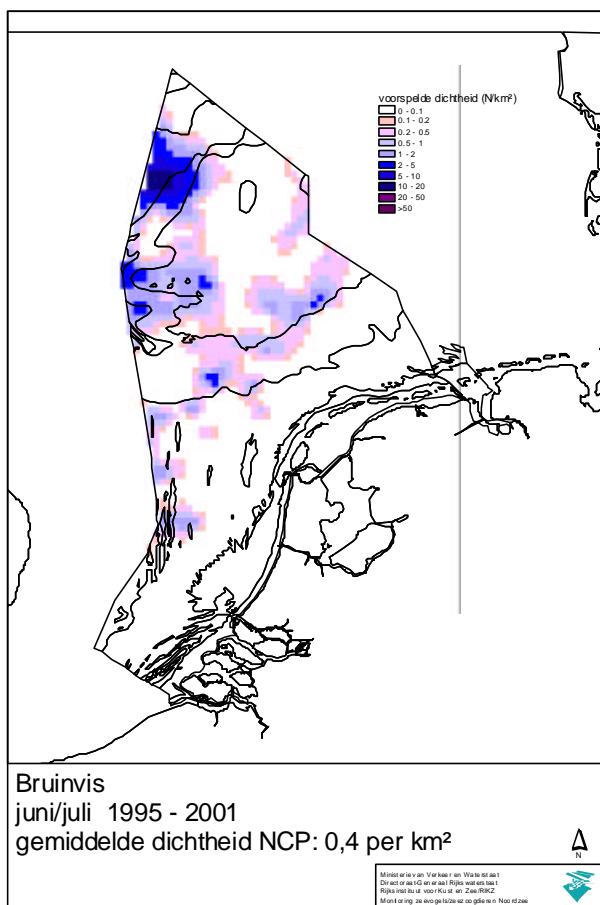 voorspelde dichtheid (N/km²)
0 - 0.1
0.1 - 0.2
0.2 - 0.5
0.5 - 1
1 - 2
2 - 5
5 - 10
10 - 20
20 - 50
>50
Bruinvis
juni/juli 1995 - 2001
gemiddelde dichtheid NCP: 0,4 per km²
N
Ministerie van Verkeer en Waterstaat
Directoraat-Generaal Rijkswaterstaat
Rijksinstituut voor Kust en Zee/RIKZ
Monitoring zeevogels/zeezoogdieren Noordzee